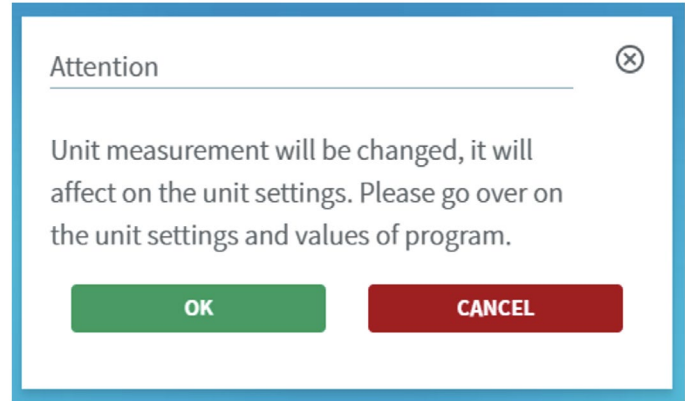 Attention
Unit measurement will be changed, it will
affect on the unit settings. Please go over on
the unit settings and values of program.
OK
CANCEL